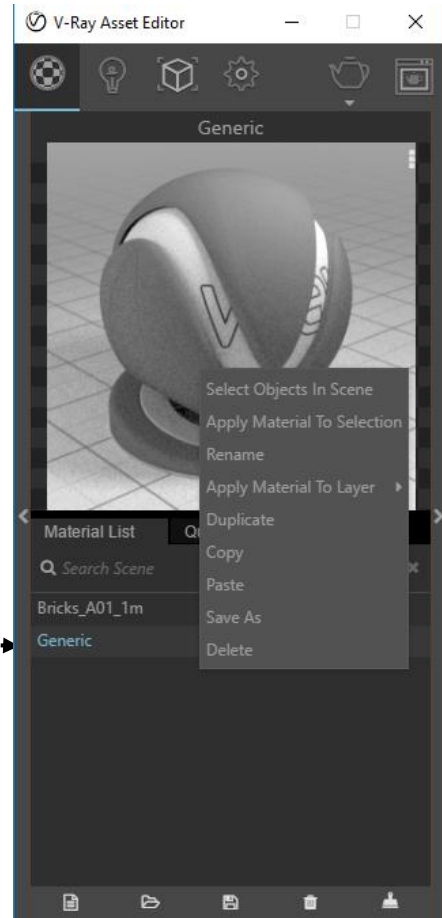 V-Ray Asset Editor
Generic
Select Objects In Scene
Apply Material To Selection
Rename
Apply Material To Layer
Duplicate
Copy
Paste
Save As
Delete
Material List
Qu
Search Scene
Bricks_A01_1m
Generic